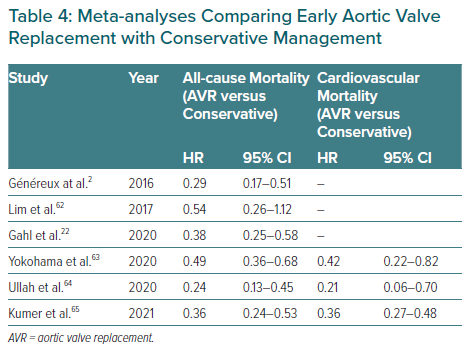 Table 4: Meta-analyses Comparing Early Aortic Valve
Replacement with Conservative Management
Study Year All-cause Mortality Cardiovascular
(AVR versus Mortality
Conservative) (AVR versus
Conservative)
HR 95% CI HR 95% CI
Généreux at al.² 2016 0.29 0.17–0.51 –
Lim et al.⁶² 2017 0.54 0.26–1.12 –
Gahl et al.²² 2020 0.38 0.25–0.58 –
Yokohama et al.⁶³ 2020 0.49 0.36–0.68 0.42 0.22–0.82
Ullah et al.⁶⁴ 2020 0.24 0.13–0.45 0.21 0.06–0.70
Kumer et al.⁶⁵ 2021 0.36 0.24–0.53 0.36 0.27–0.48
AVR = aortic valve replacement.